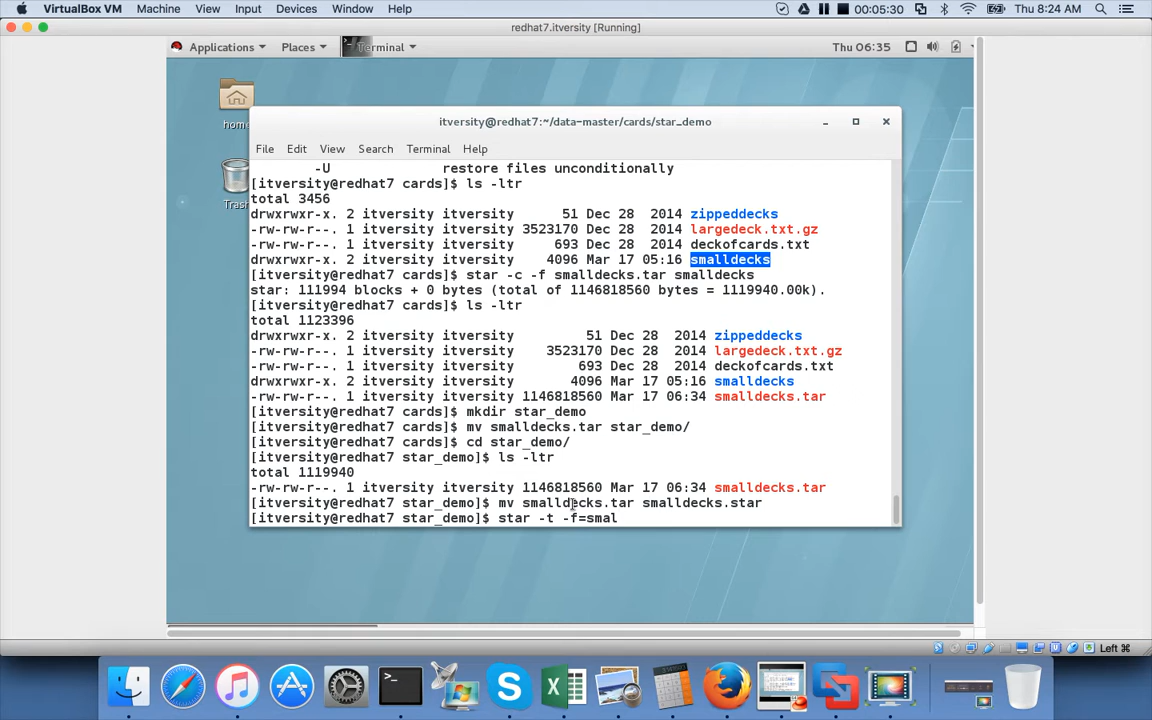 VirtualBox VM Machine View Input Devices Window Help 00:05:30 Thu 8:24 AM
redhat7.itversity [Running]
Applications Places Terminal Thu 06:35
home
Trash
itversity@redhat7:~/data-master/cards/star_demo
File Edit View Search Terminal Help
-U restore files unconditionally
[itversity@redhat7 cards]$ ls -ltr
total 3456
drwxrwxr-x. 2 itversity itversity 51 Dec 28 2014 zippeddecks
-rw-rw-r--. 1 itversity itversity 3523170 Dec 28 2014 largedeck.txt.gz
-rw-rw-r--. 1 itversity itversity 693 Dec 28 2014 deckofcards.txt
drwxrwxr-x. 2 itversity itversity 4096 Mar 17 05:16 smalldecks
[itversity@redhat7 cards]$ star -c -f smalldecks.tar smalldecks
star: 111994 blocks + 0 bytes (total of 1146818560 bytes = 1119940.00k).
[itversity@redhat7 cards]$ ls -ltr
total 1123396
drwxrwxr-x. 2 itversity itversity 51 Dec 28 2014 zippeddecks
-rw-rw-r--. 1 itversity itversity 3523170 Dec 28 2014 largedeck.txt.gz
-rw-rw-r--. 1 itversity itversity 693 Dec 28 2014 deckofcards.txt
drwxrwxr-x. 2 itversity itversity 4096 Mar 17 05:16 smalldecks
-rw-rw-r--. 1 itversity itversity 1146818560 Mar 17 06:34 smalldecks.tar
[itversity@redhat7 cards]$ mkdir star_demo
[itversity@redhat7 cards]$ mv smalldecks.tar star_demo/
[itversity@redhat7 cards]$ cd star_demo/
[itversity@redhat7 star_demo]$ ls -ltr
total 1119940
-rw-rw-r--. 1 itversity itversity 1146818560 Mar 17 06:34 smalldecks.tar
[itversity@redhat7 star_demo]$ mv smalldecks.tar smalldecks.star
[itversity@redhat7 star_demo]$ star -t -f=smal
Left ⌘